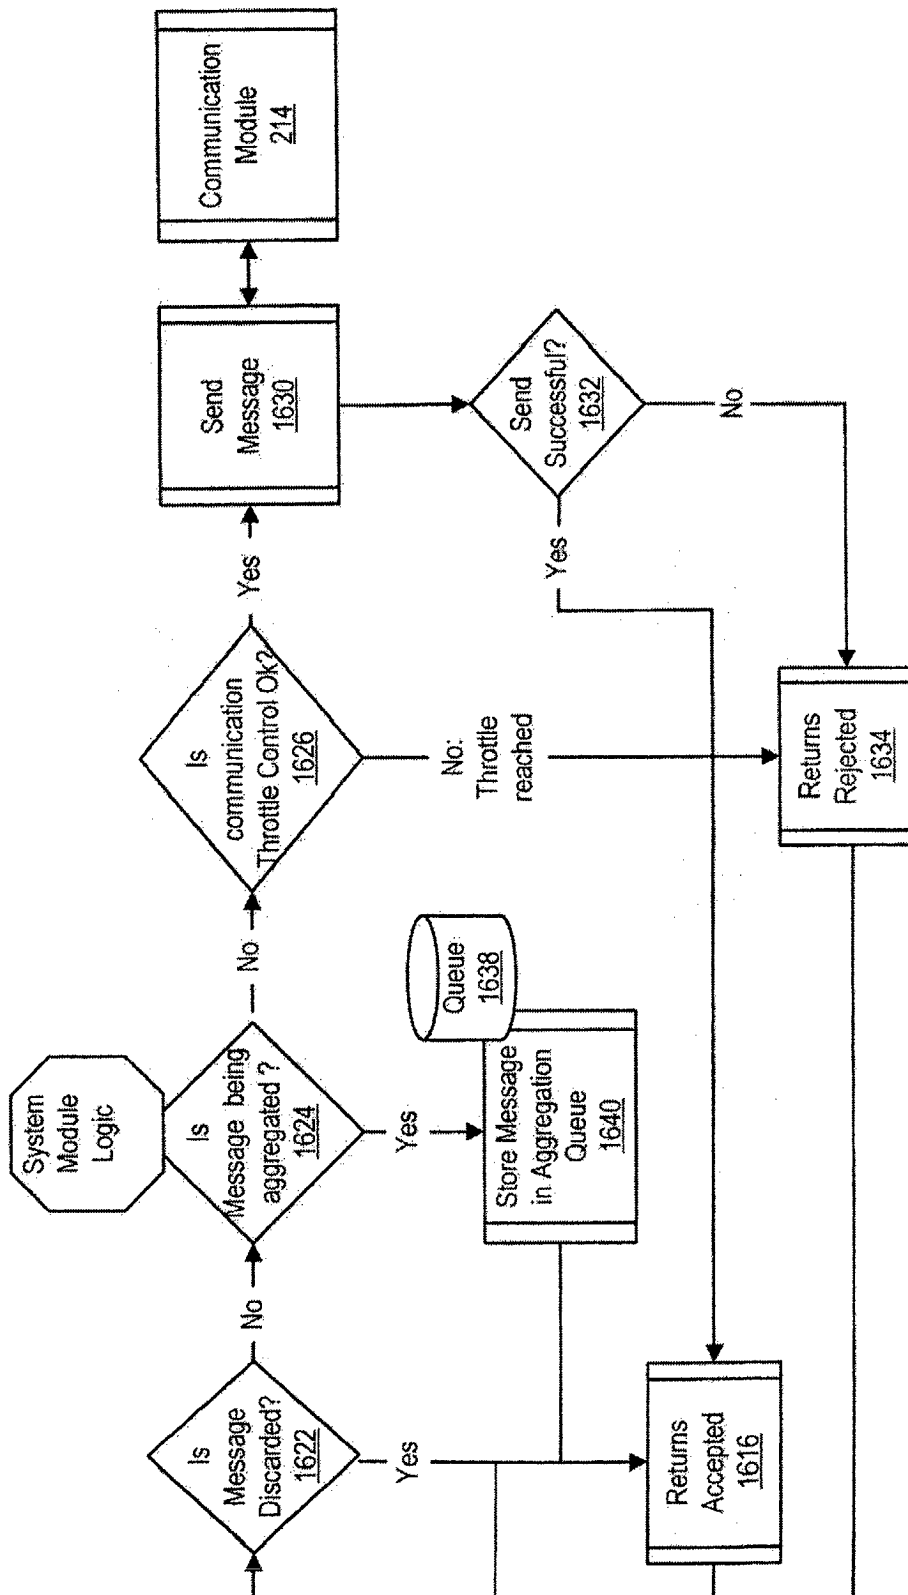 Is
Message
Discarded?
1622
No
Yes
System
Module
Logic
Is
Message being
aggregated ?
1624
No
Yes
Store Message
in Aggregation
Queue
1640
Queue
1638
Is
communication
Throttle Control Ok?
1626
Yes
No:
Throttle
reached
Send
Message
1630
Communication
Module
214
Send
Successful?
1632
Yes
No
Returns
Accepted
1616
Returns
Rejected
1634